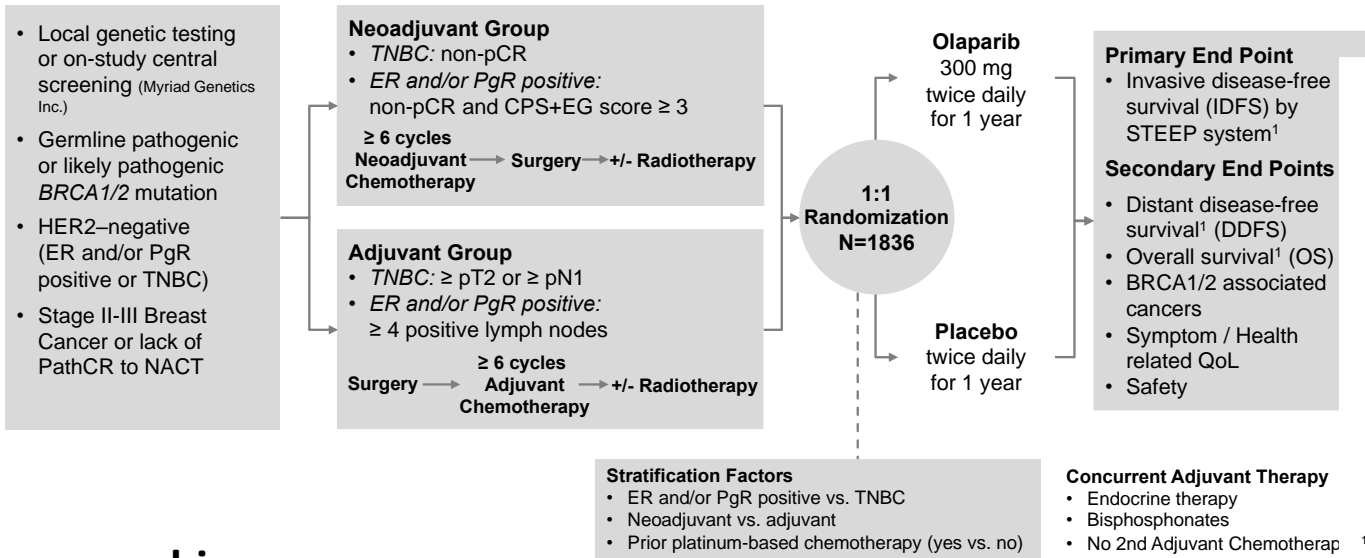 • Local genetic testing
or on-study central
screening (Myriad Genetics
Inc.)
• Germline pathogenic
or likely pathogenic
BRCA1/2 mutation
• HER2–negative
(ER and/or PgR
positive or TNBC)
• Stage II-III Breast
Cancer or lack of
PathCR to NACT
Neoadjuvant Group
• TNBC: non-pCR
• ER and/or PgR positive:
non-pCR and CPS+EG score ≥ 3
≥ 6 cycles
Neoadjuvant
Chemotherapy
Surgery
+/- Radiotherapy
Adjuvant Group
• TNBC: ≥ pT2 or ≥ pN1
• ER and/or PgR positive:
≥ 4 positive lymph nodes
Surgery
≥ 6 cycles
Adjuvant
Chemotherapy
+/- Radiotherapy
1:1
Randomization
N=1836
Olaparib
300 mg
twice daily
for 1 year
Placebo
twice daily
for 1 year
Primary End Point
• Invasive disease-free
survival (IDFS) by
STEEP system¹
Secondary End Points
• Distant disease-free
survival¹ (DDFS)
• Overall survival¹ (OS)
• BRCA1/2 associated
cancers
• Symptom / Health
related QoL
• Safety
Stratification Factors
• ER and/or PgR positive vs. TNBC
• Neoadjuvant vs. adjuvant
• Prior platinum-based chemotherapy (yes vs. no)
Concurrent Adjuvant Therapy
• Endocrine therapy
• Bisphosphonates
• No 2nd Adjuvant Chemotherap
1